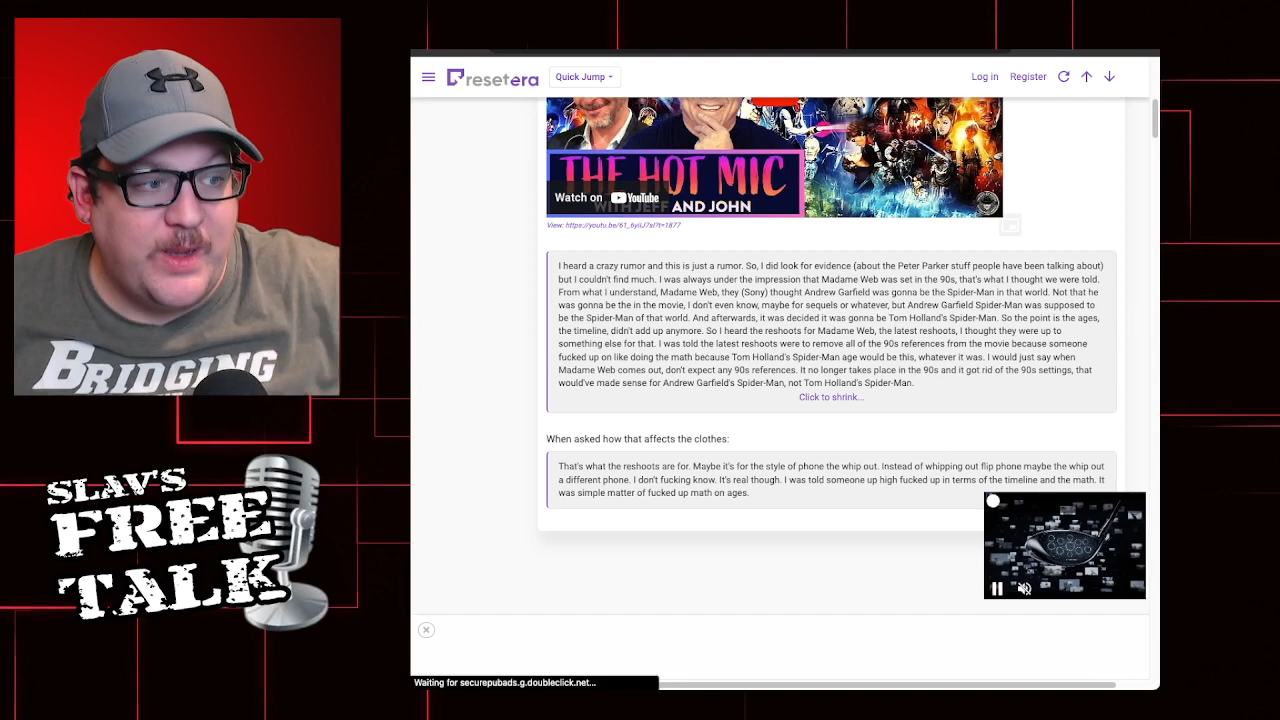 resetera
Quick Jump
Log in
Register
THE HOT MIC
WITH JEFF AND JOHN
Watch on YouTube
View: https://youtu.be/61_6yiIJ7sI?t=1877
I heard a crazy rumor and this is just a rumor. So, I did look for evidence (about the Peter Parker stuff people have been talking about)
but I couldn't find much. I was always under the impression that Madame Web was set in the 90s, that's what I thought we were told.
From what I understand, Madame Web, they (Sony) thought Andrew Garfield was gonna be the Spider-Man in that world. Not that he
was gonna be the in the movie, I don't even know, maybe for sequels or whatever, but Andrew Garfield Spider-Man was supposed to
be the Spider-Man of that world. And afterwards, it was decided it was gonna be Tom Holland's Spider-Man. So the point is the ages,
the timeline, didn't add up anymore. So I heard the reshoots for Madame Web, the latest reshoots, I thought they were up to
something else for that. I was told the latest reshoots were to remove all of the 90s references from the movie because someone
fucked up on like doing the math because Tom Holland's Spider-Man age would be this, whatever it was. I would just say when
Madame Web comes out, don't expect any 90s references. It no longer takes place in the 90s and it got rid of the 90s settings, that
would've made sense for Andrew Garfield's Spider-Man, not Tom Holland's Spider-Man.
Click to shrink...
When asked how that affects the clothes:
That's what the reshoots are for. Maybe it's for the style of phone the whip out. Instead of whipping out flip phone maybe the whip out
a different phone. I don't fucking know. It's real though. I was told someone up high fucked up in terms of the timeline and the math. It
was simple matter of fucked up math on ages.
BRIDGING
SLAV'S
FREE
TALK
Waiting for securepubads.g.doubleclick.net...